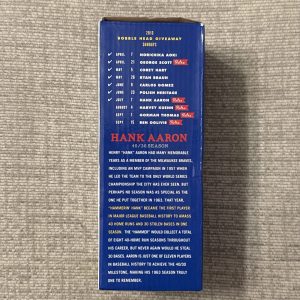 2013
BOBBLE HEAD GIVEAWAY
SUNDAYS
✓ APRIL 7 NORICHIKA AOKI
✓ APRIL 21 GEORGE SCOTT
✓ MAY 5 COREY HART
✓ MAY 26 RYAN BRAUN
✓ JUNE 9 CARLOS GOMEZ
✓ JUNE 23 POLISH HERITAGE
✓ JULY 7 HANK AARON
AUGUST 4 HARVEY KUENN
SEPT 1 GORMAN THOMAS
SEPT 15 BEN OGLIVIE
HANK AARON
40/30 SEASON
HENRY "HANK" AARON HAD MANY MEMORABLE
YEARS AS A MEMBER OF THE MILWAUKEE BRAVES,
INCLUDING AN MVP CAMPAIGN IN 1957 WHEN
HE LED THE TEAM TO THE ONLY WORLD SERIES
CHAMPIONSHIP THE CITY HAS EVER SEEN. BUT
PERHAPS NO SEASON WAS AS SPECIAL AS THE
ONE HE PUT TOGETHER IN 1963. THAT YEAR,
"HAMMERIN' HANK" BECAME THE FIRST PLAYER
IN MAJOR LEAGUE BASEBALL HISTORY TO AMASS
40 HOME RUNS AND 30 STOLEN BASES IN ONE
SEASON. THE "HAMMER" WOULD COLLECT A TOTAL
OF EIGHT 40-HOME RUN SEASONS THROUGHOUT
HIS CAREER, BUT NEVER AGAIN WOULD HE STEAL
30 BASES. AARON IS JUST ONE OF ELEVEN PLAYERS
IN BASEBALL HISTORY TO ACHIEVE THE 40/30
MILESTONE, MAKING HIS 1963 SEASON TRULY
ONE TO REMEMBER.